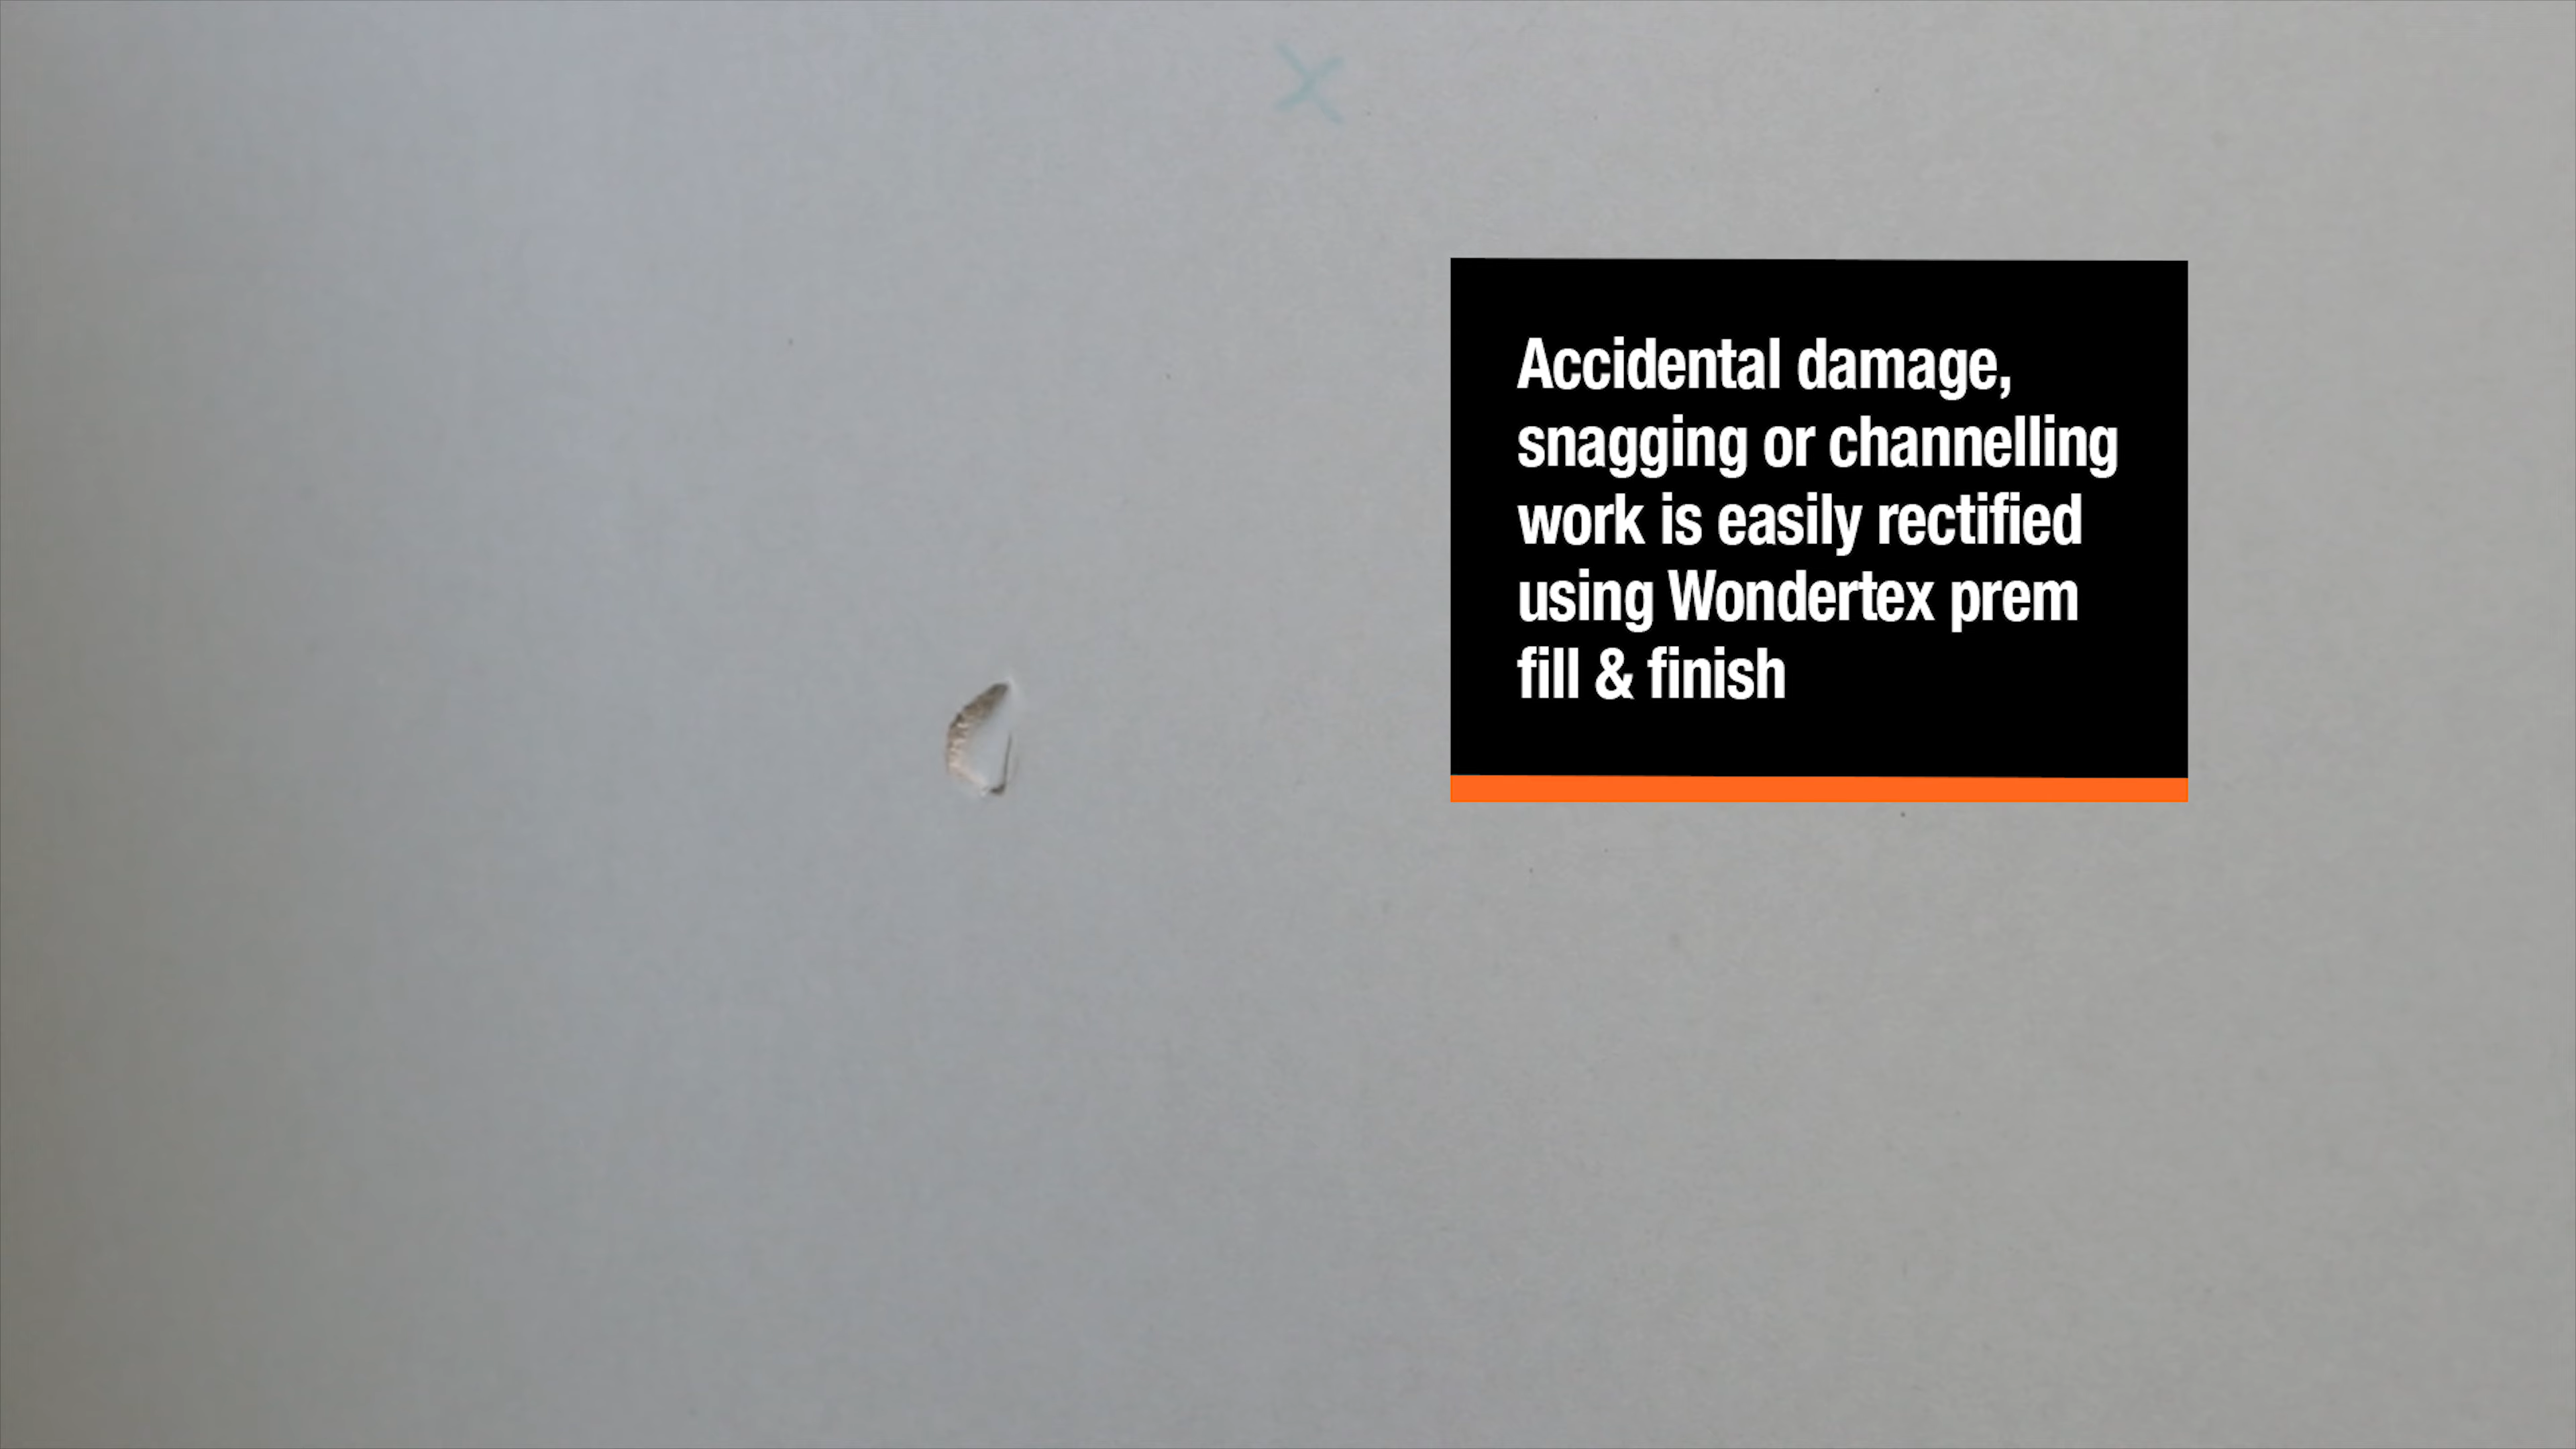 Accidental damage,
snagging or channelling
work is easily rectified
using Wondertex prem
fill & finish